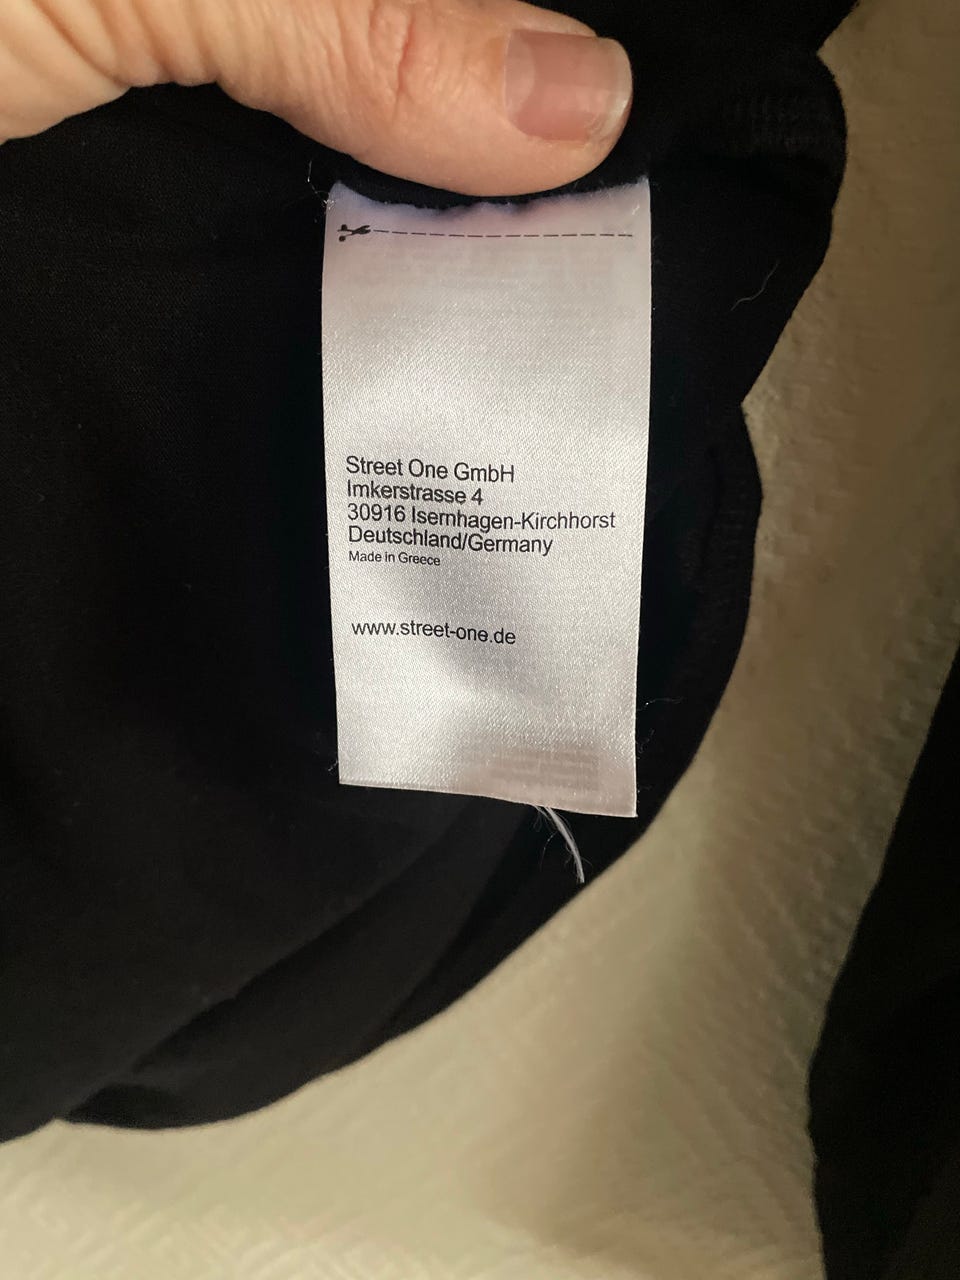 Street One GmbH
Imkerstrasse 4
30916 Isernhagen-Kirchhorst
Deutschland/Germany
Made in Greece
www.street-one.de